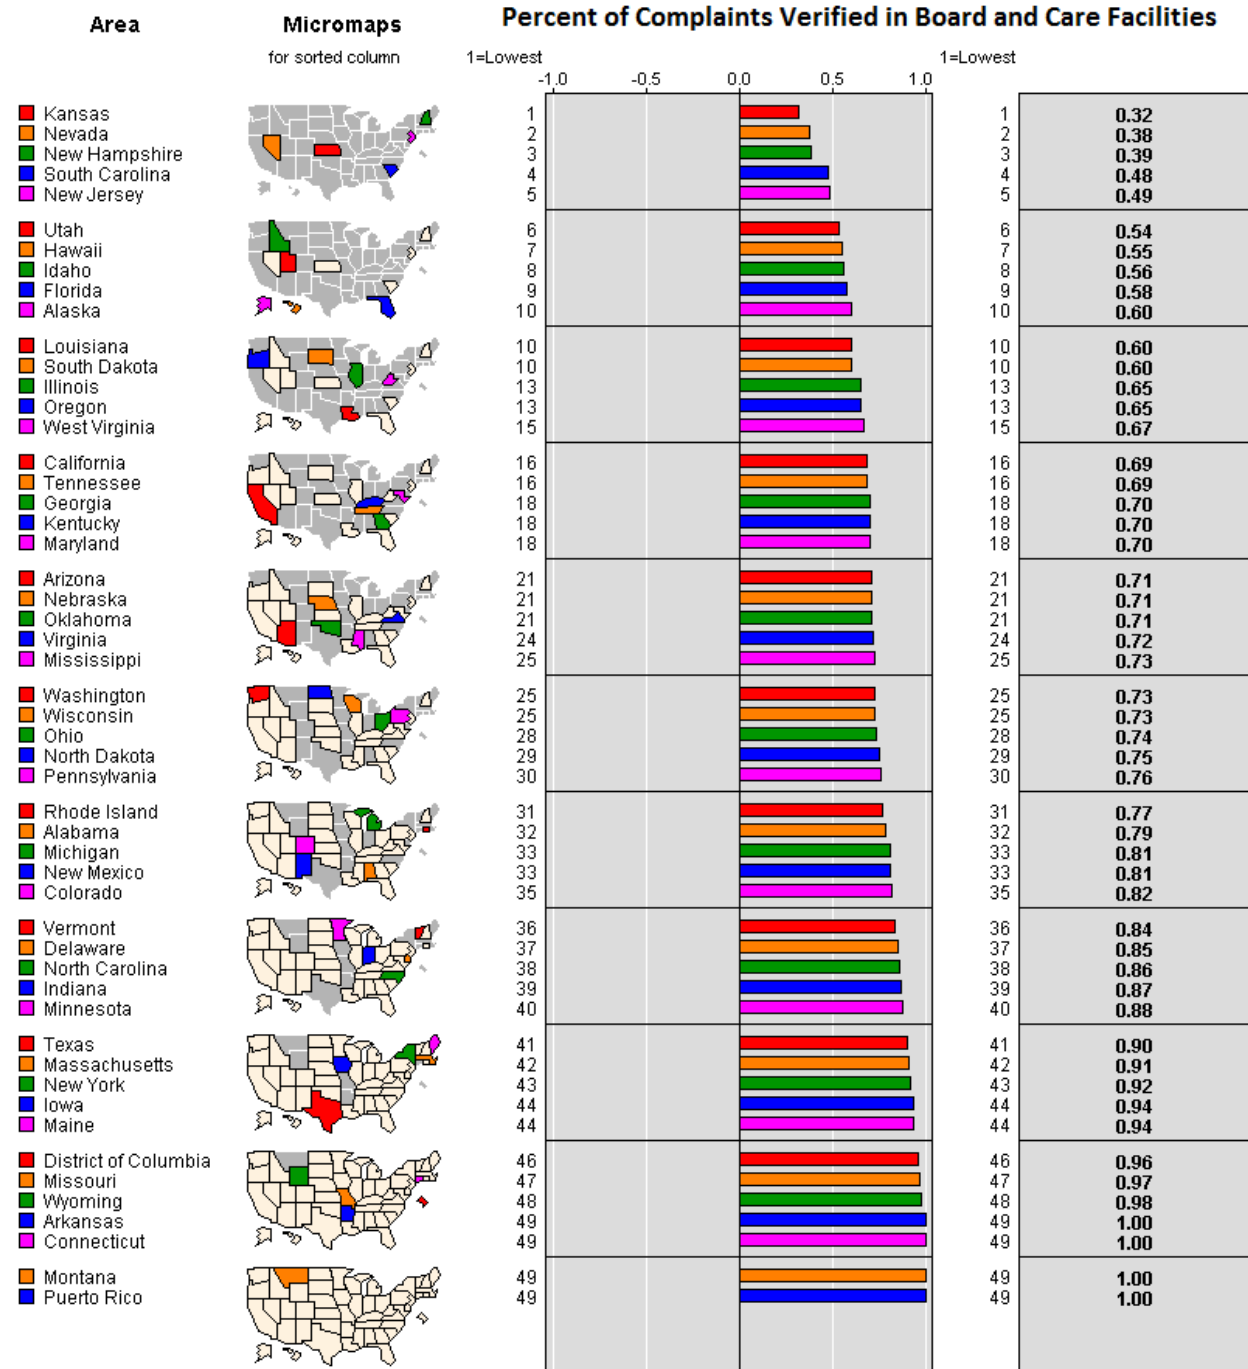 Area Micromaps Percent of Complaints Verified in Board and Care Facilities
for sorted column 1=Lowest 1=Lowest
-1.0 -0.5 0.0 0.5 1.0
Kansas 1 1 0.32
Nevada 2 2 0.38
New Hampshire 3 3 0.39
South Carolina 4 4 0.48
New Jersey 5 5 0.49
Utah 6 6 0.54
Hawaii 7 7 0.55
Idaho 8 8 0.56
Florida 9 9 0.58
Alaska 10 10 0.60
Louisiana 10 10 0.60
South Dakota 10 10 0.60
Illinois 13 13 0.65
Oregon 13 13 0.65
West Virginia 15 15 0.67
California 16 16 0.69
Tennessee 16 16 0.69
Georgia 18 18 0.70
Kentucky 18 18 0.70
Maryland 18 18 0.70
Arizona 21 21 0.71
Nebraska 21 21 0.71
Oklahoma 21 21 0.71
Virginia 24 24 0.72
Mississippi 25 25 0.73
Washington 25 25 0.73
Wisconsin 25 25 0.73
Ohio 28 28 0.74
North Dakota 29 29 0.75
Pennsylvania 30 30 0.76
Rhode Island 31 31 0.77
Alabama 32 32 0.79
Michigan 33 33 0.81
New Mexico 33 33 0.81
Colorado 35 35 0.82
Vermont 36 36 0.84
Delaware 37 37 0.85
North Carolina 38 38 0.86
Indiana 39 39 0.87
Minnesota 40 40 0.88
Texas 41 41 0.90
Massachusetts 42 42 0.91
New York 43 43 0.92
Iowa 44 44 0.94
Maine 44 44 0.94
District of Columbia 46 46 0.96
Missouri 47 47 0.97
Wyoming 48 48 0.98
Arkansas 49 49 1.00
Connecticut 49 49 1.00
Montana 49 49 1.00
Puerto Rico 49 49 1.00